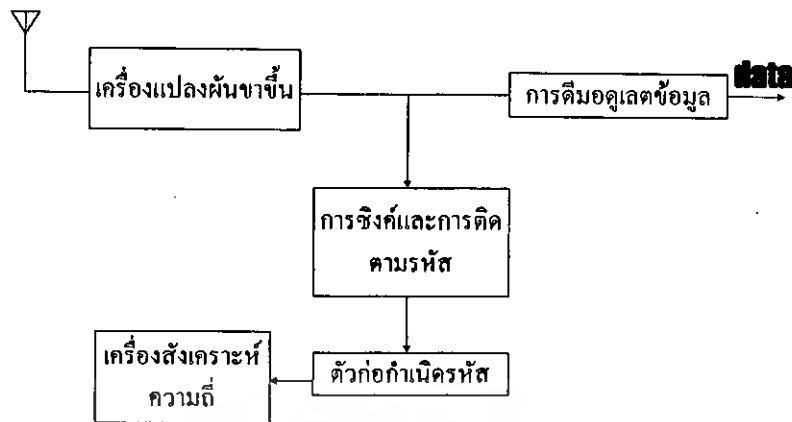 เครื่องแปลงผันขาขึ้น
การดีมอดูเลตข้อมูล
data
การซิงค์และการติด
ตามรหัส
เครื่องสังเคราะห์
ความถี่
ตัวก่อกำเนิดรหัส